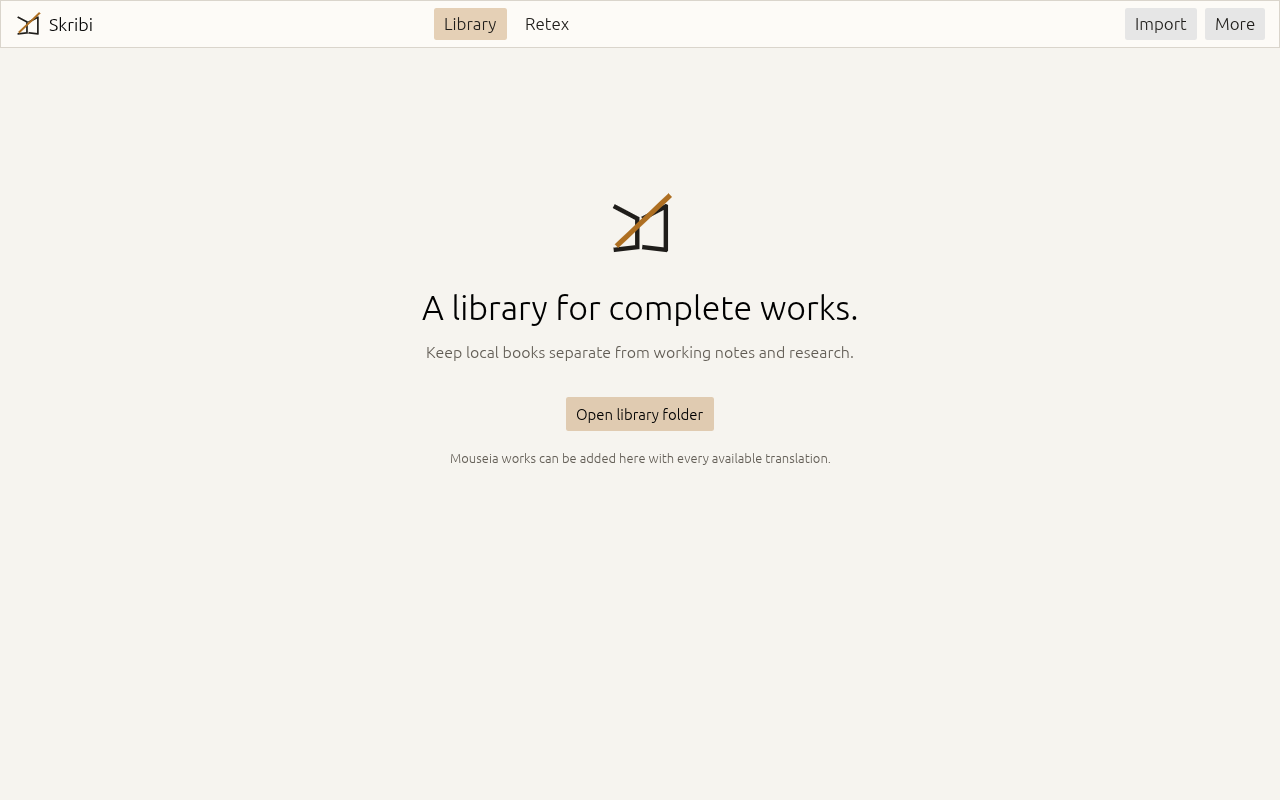 Skribi
Library
Retex
Import
More
A library for complete works.
Keep local books separate from working notes and research.
Open library folder
Mouseia works can be added here with every available translation.